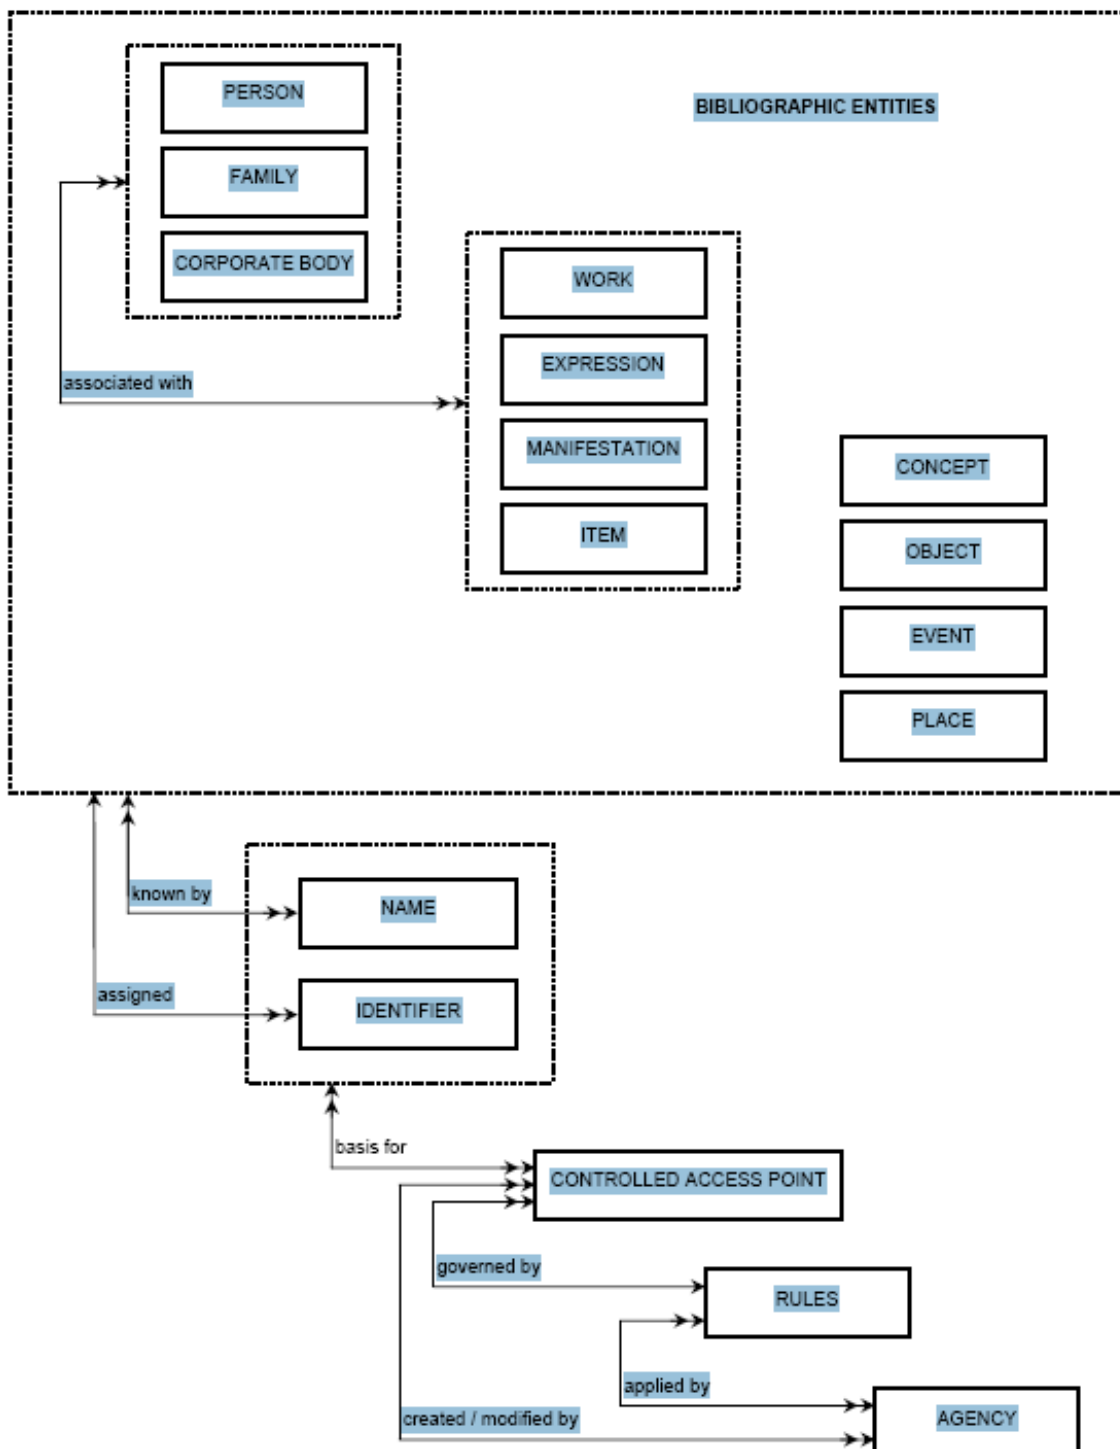 PERSON
BIBLIOGRAPHIC ENTITIES
FAMILY
CORPORATE BODY
WORK
EXPRESSION
associated with
MANIFESTATION
CONCEPT
ITEM
OBJECT
EVENT
PLACE
known by
NAME
assigned
IDENTIFIER
basis for
CONTROLLED ACCESS POINT
governed by
RULES
applied by
created / modified by
AGENCY